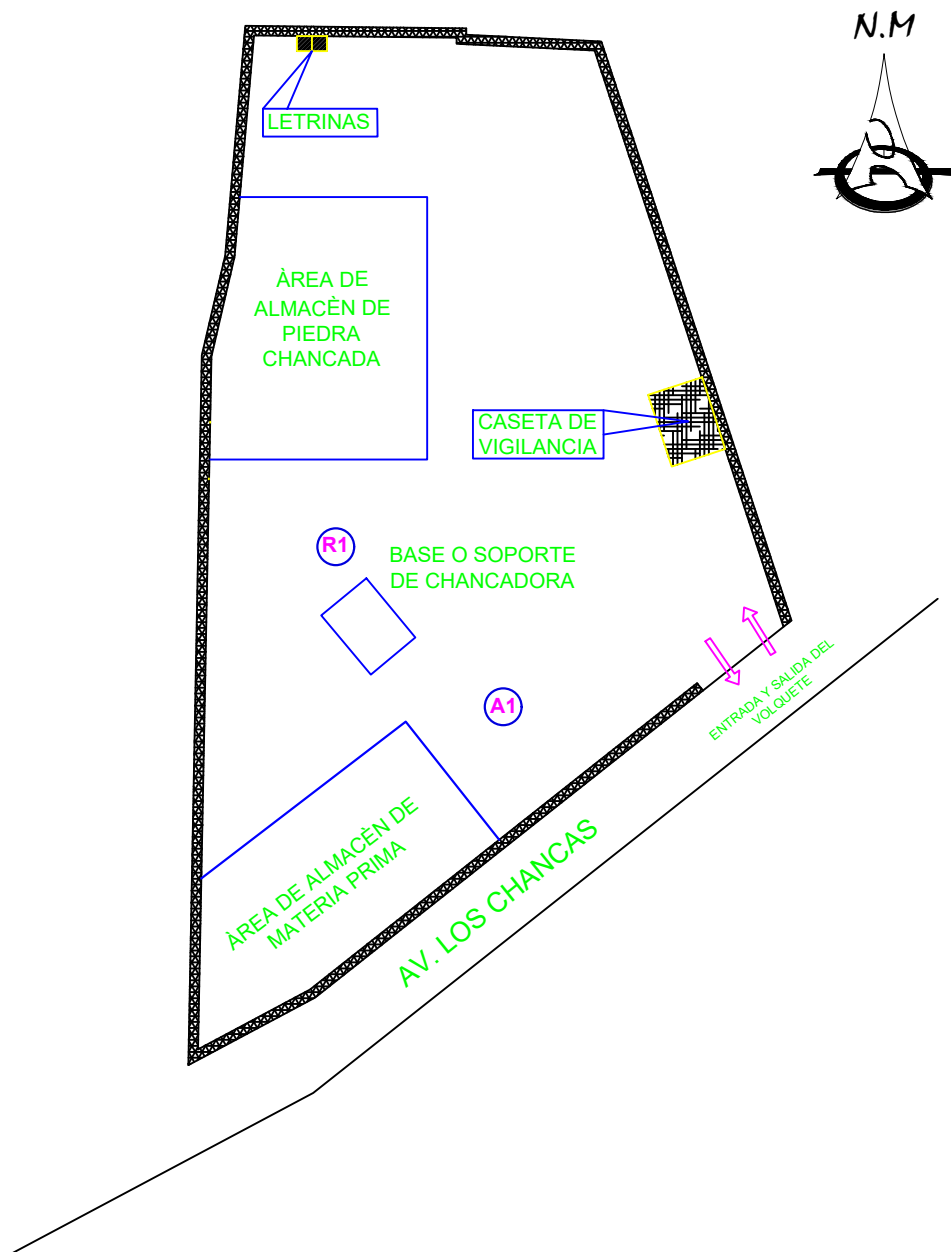 N.M
LETRINAS
ÀREA DE
ALMACÈN DE
PIEDRA
CHANCADA
CASETA DE
VIGILANCIA
R1
BASE O SOPORTE
DE CHANCADORA
A1
ENTRADA Y SALIDA DEL
VOLQUETE
ÀREA DE ALMACÈN DE
MATERIA PRIMA
AV. LOS CHANCAS